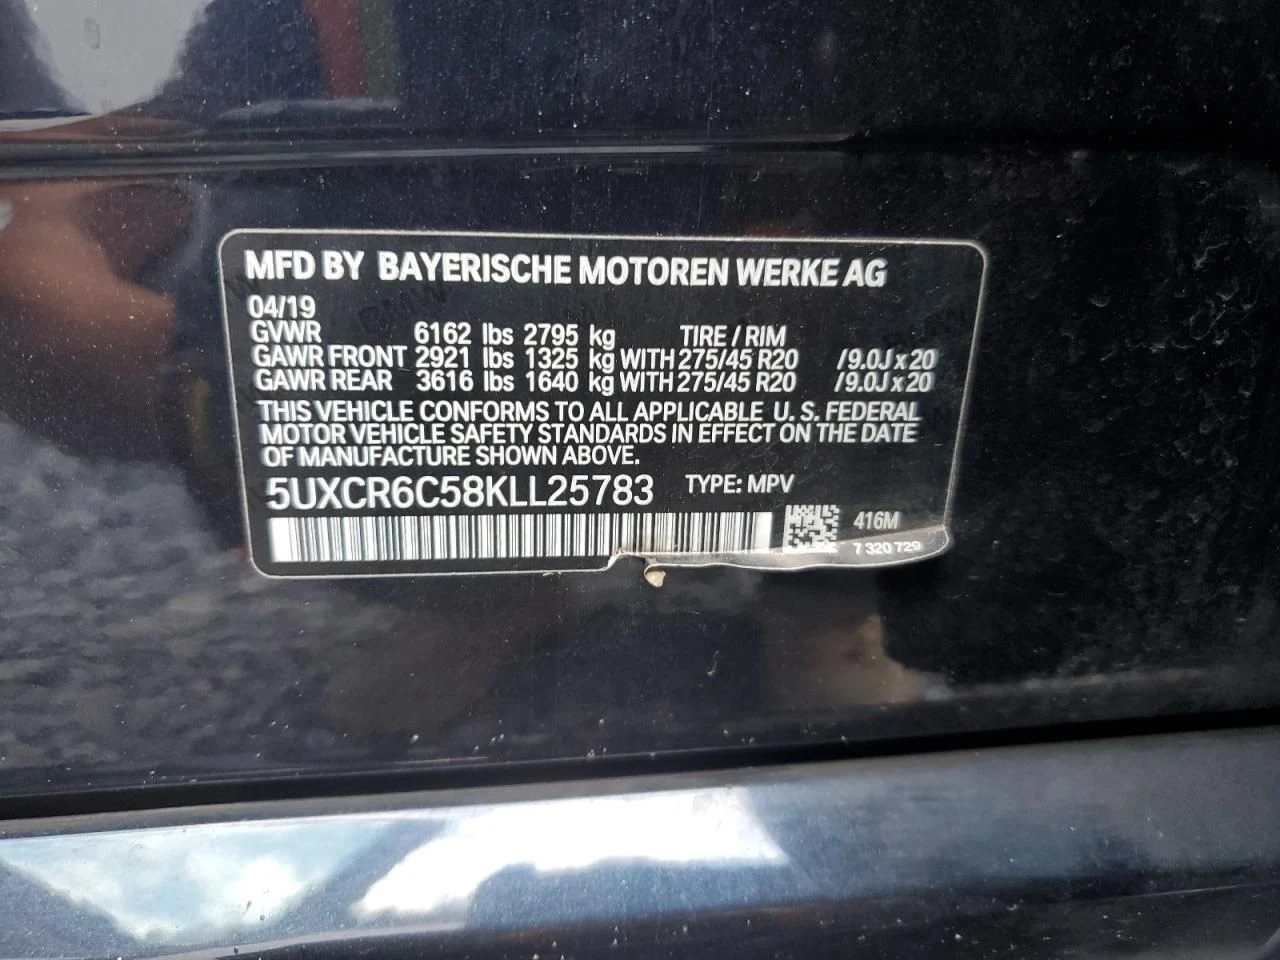 MFD BY BAYERISCHE MOTOREN WERKE AG
04/19
GVWR 6162 lbs 2795 kg TIRE / RIM
GAWR FRONT 2921 lbs 1325 kg WITH 275/45 R20 /9.0J x 20
GAWR REAR 3616 lbs 1640 kg WITH 275/45 R20 /9.0J x 20
THIS VEHICLE CONFORMS TO ALL APPLICABLE U. S. FEDERAL
MOTOR VEHICLE SAFETY STANDARDS IN EFFECT ON THE DATE
OF MANUFACTURE SHOWN ABOVE.
5UXCR6C58KLL25783 TYPE: MPV
416M
7 320 729